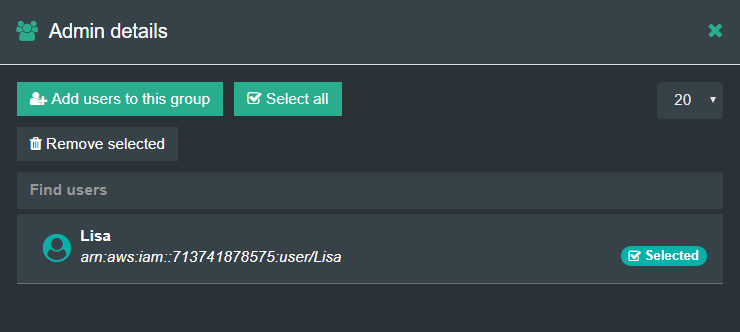 Admin details
Add users to this group
Select all
20
Remove selected
Find users
Lisa
arn:aws:iam::713741878575:user/Lisa
Selected